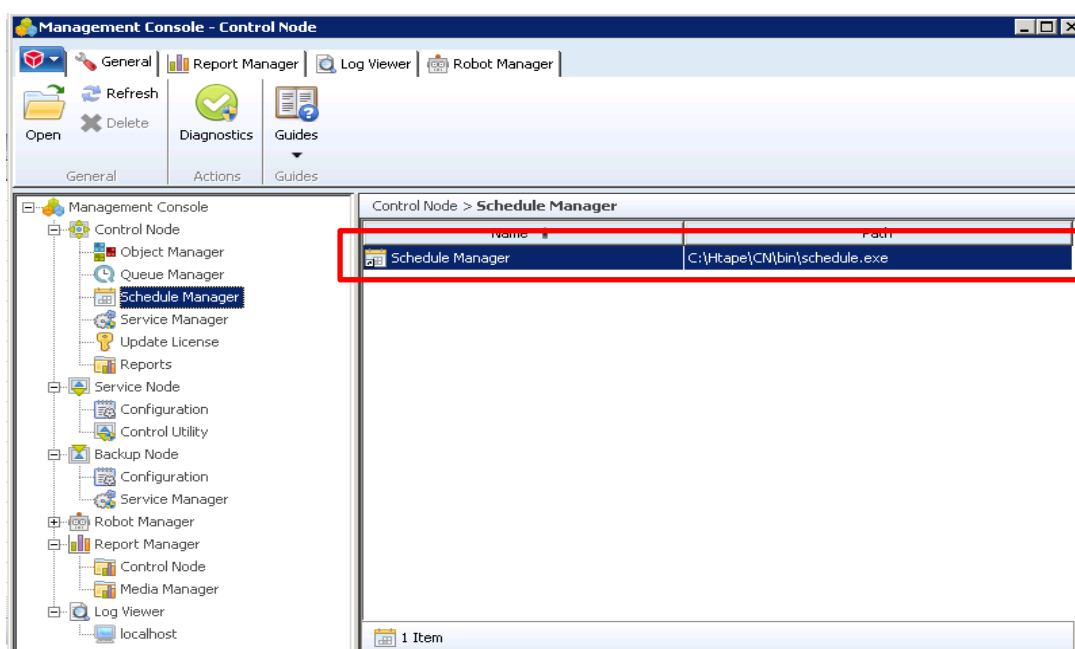 Management Console - Control Node
General
Report Manager
Log Viewer
Robot Manager
Open
Refresh
Delete
General
Diagnostics
Actions
Guides
Guides
Management Console
Control Node
Object Manager
Queue Manager
Schedule Manager
Service Manager
Update License
Reports
Service Node
Configuration
Control Utility
Backup Node
Configuration
Service Manager
Robot Manager
Report Manager
Control Node
Media Manager
Log Viewer
localhost
Control Node > Schedule Manager
Name Path
Schedule Manager C:\Htape\CN\bin\schedule.exe
1 Item